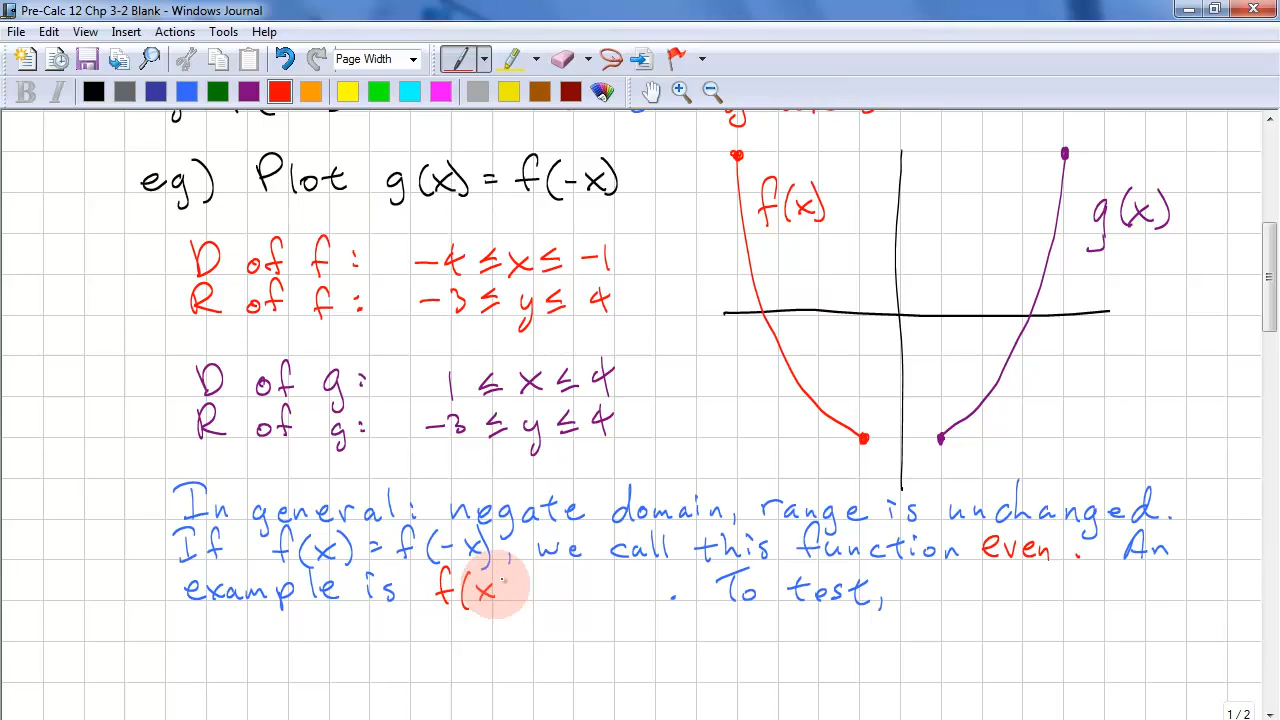 Pre-Calc 12 Chp 3-2 Blank - Windows Journal
File Edit View Insert Actions Tools Help
Page Width
B I
eg) Plot g(x) = f(-x)
f(x)
g(x)
D of f: -4 ≤ x ≤ -1
R of f: -3 ≤ y ≤ 4
D of g: 1 ≤ x ≤ 4
R of g: -3 ≤ y ≤ 4
In general: negate domain, range is unchanged.
If f(x) = f(-x), we call this function even. An
example is f(x . To test,
1/2